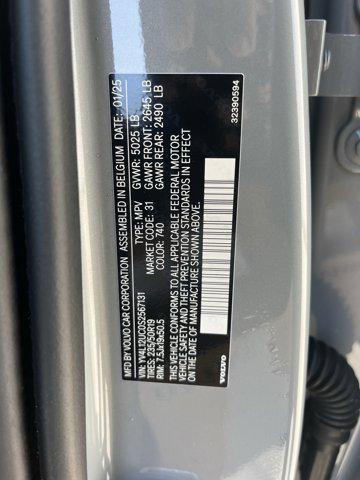 MFD BY VOLVO CAR CORPORATION ASSEMBLED IN BELGIUM DATE: 01/25
VIN: YV4L12UC0S2567131 TYPE: MPV GVWR: 5025 LB
TIRES: 235/50R19 MARKET CODE: 31 GAWR FRONT: 2645 LB
RIM: 7.5Jx19x50.5 COLOR: 740 GAWR REAR: 2490 LB
THIS VEHICLE CONFORMS TO ALL APPLICABLE FEDERAL MOTOR
VEHICLE SAFETY AND THEFT PREVENTION STANDARDS IN EFFECT
ON THE DATE OF MANUFACTURE SHOWN ABOVE.
VOLVO 32390594